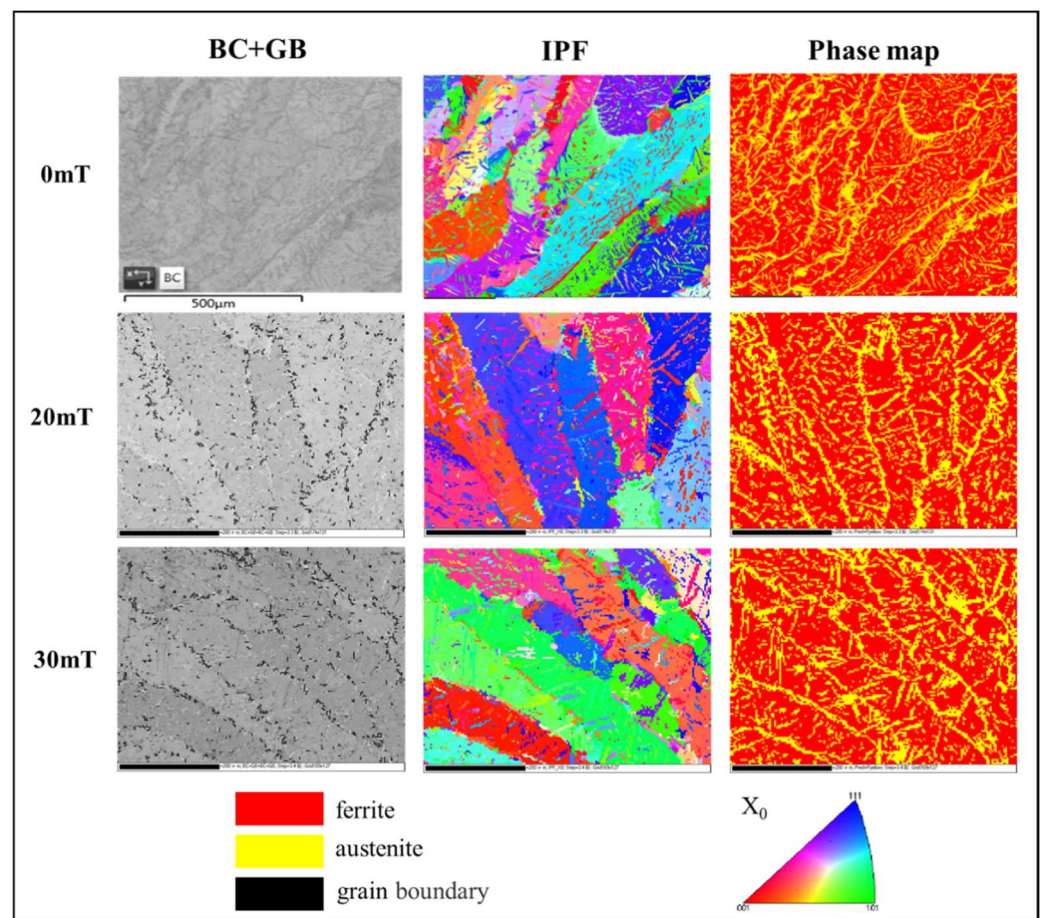 BC+GB IPF Phase map
0mT
BC
500μm
20mT
30mT
ferrite
austenite
grain boundary
X₀
111
001 101